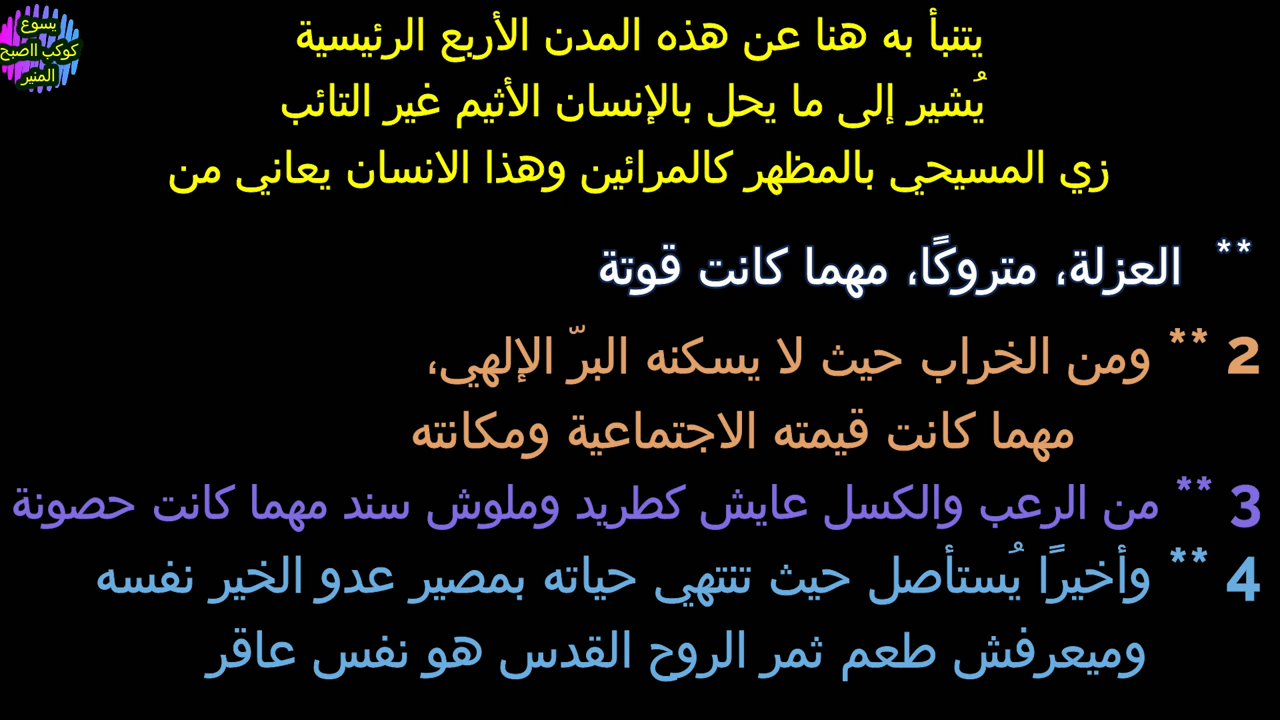 يسوع
كوكب ااصبح
المنير
يتنبأ به هنا عن هذه المدن الأربع الرئيسية
يُشير إلى ما يحل بالإنسان الأثيم غير التائب
زي المسيحي بالمظهر كالمرائين وهذا الانسان يعاني من
** العزلة، متروكًا، مهما كانت قوتة
2 ** ومن الخراب حيث لا يسكنه البرّ الإلهي،
مهما كانت قيمته الاجتماعية ومكانته
3 ** من الرعب والكسل عايش كطريد وملوش سند مهما كانت حصونة
4 ** وأخيرًا يُستأصل حيث تنتهى حياته بمصير عدو الخير نفسه
وميعرفش طعم ثمر الروح القدس هو نفس عاقر